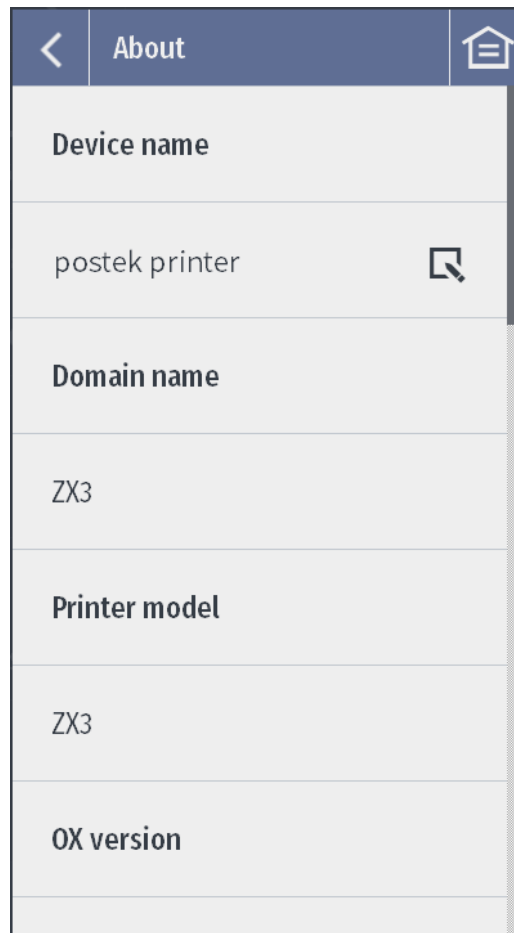 About
Device name
postek printer
Domain name
ZX3
Printer model
ZX3
OX version